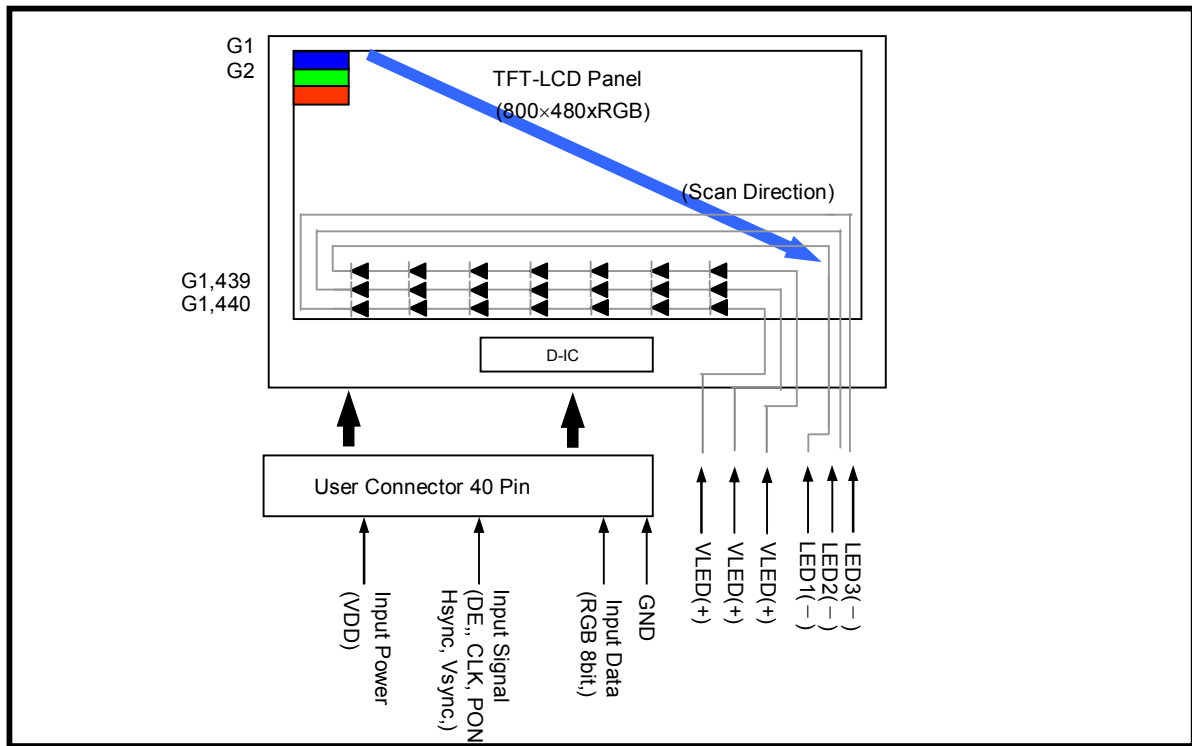 G1
G2
TFT-LCD Panel
(800×480xRGB)
(Scan Direction)
G1,439
G1,440
D-IC
User Connector 40 Pin
Input Power
(VDD)
Input Signal
(DE,, CLK, PON
Hsync, Vsync,)
Input Data
(RGB 8bit,)
GND
VLED(+)
VLED(+)
VLED(+)
LED1(−)
LED2(−)
LED3(−)